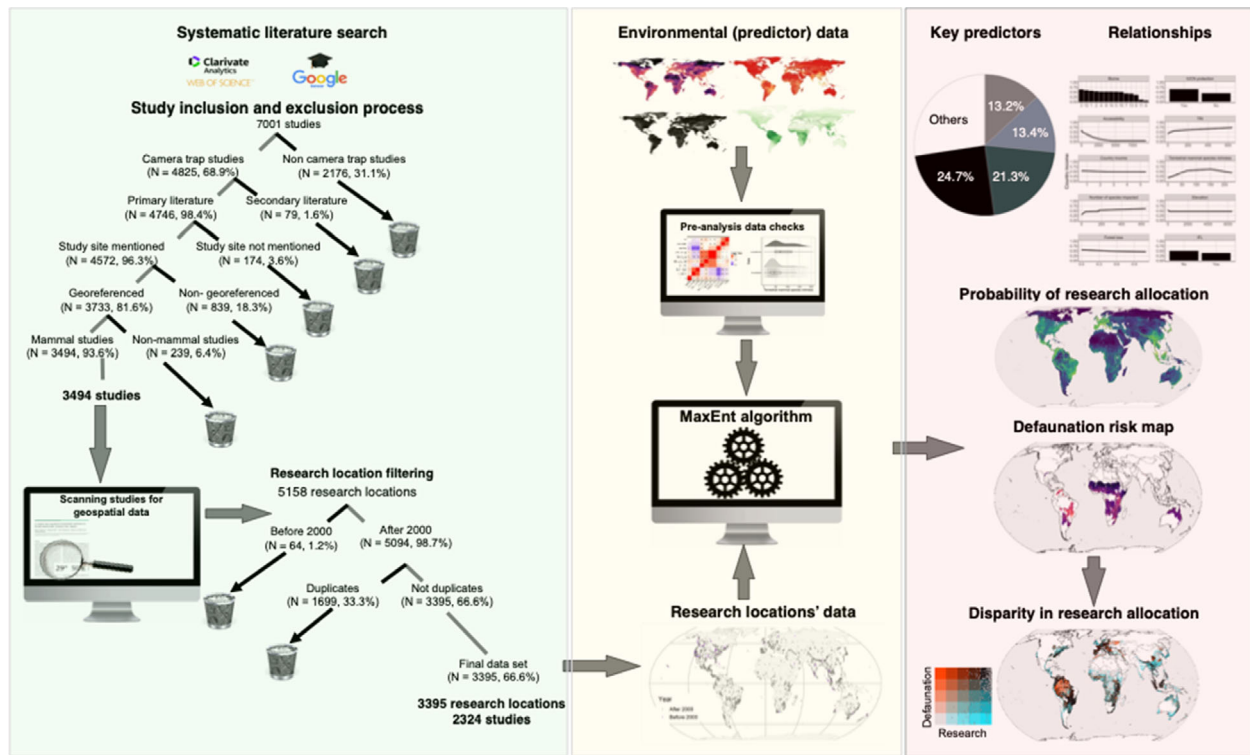 Systematic literature search
Clarivate
Analytics
WEB OF SCIENCE™
Google
Study inclusion and exclusion process
7001 studies
Camera trap studies
(N = 4825, 68.9%)
Non camera trap studies
(N = 2176, 31.1%)
Primary literature
(N = 4746, 98.4%)
Secondary literature
(N = 79, 1.6%)
Study site mentioned
(N = 4572, 96.3%)
Study site not mentioned
(N = 174, 3.6%)
Georeferenced
(N = 3733, 81.6%)
Non- georeferenced
(N = 839, 18.3%)
Mammal studies
(N = 3494, 93.6%)
Non-mammal studies
(N = 239, 6.4%)
3494 studies
Scanning studies for
geospatial data
Research location filtering
5158 research locations
Before 2000
(N = 64, 1.2%)
After 2000
(N = 5094, 98.7%)
Duplicates
(N = 1699, 33.3%)
Not duplicates
(N = 3395, 66.6%)
Final data set
(N = 3395, 66.6%)
3395 research locations
2324 studies
Environmental (predictor) data
Pre-analysis data checks
MaxEnt algorithm
Research locations' data
Year
After 2000
Before 2000
Key predictors
Others
13.2%
13.4%
21.3%
24.7%
Relationships
Probability of research allocation
Defaunation risk map
Disparity in research allocation
Defaunation
Research